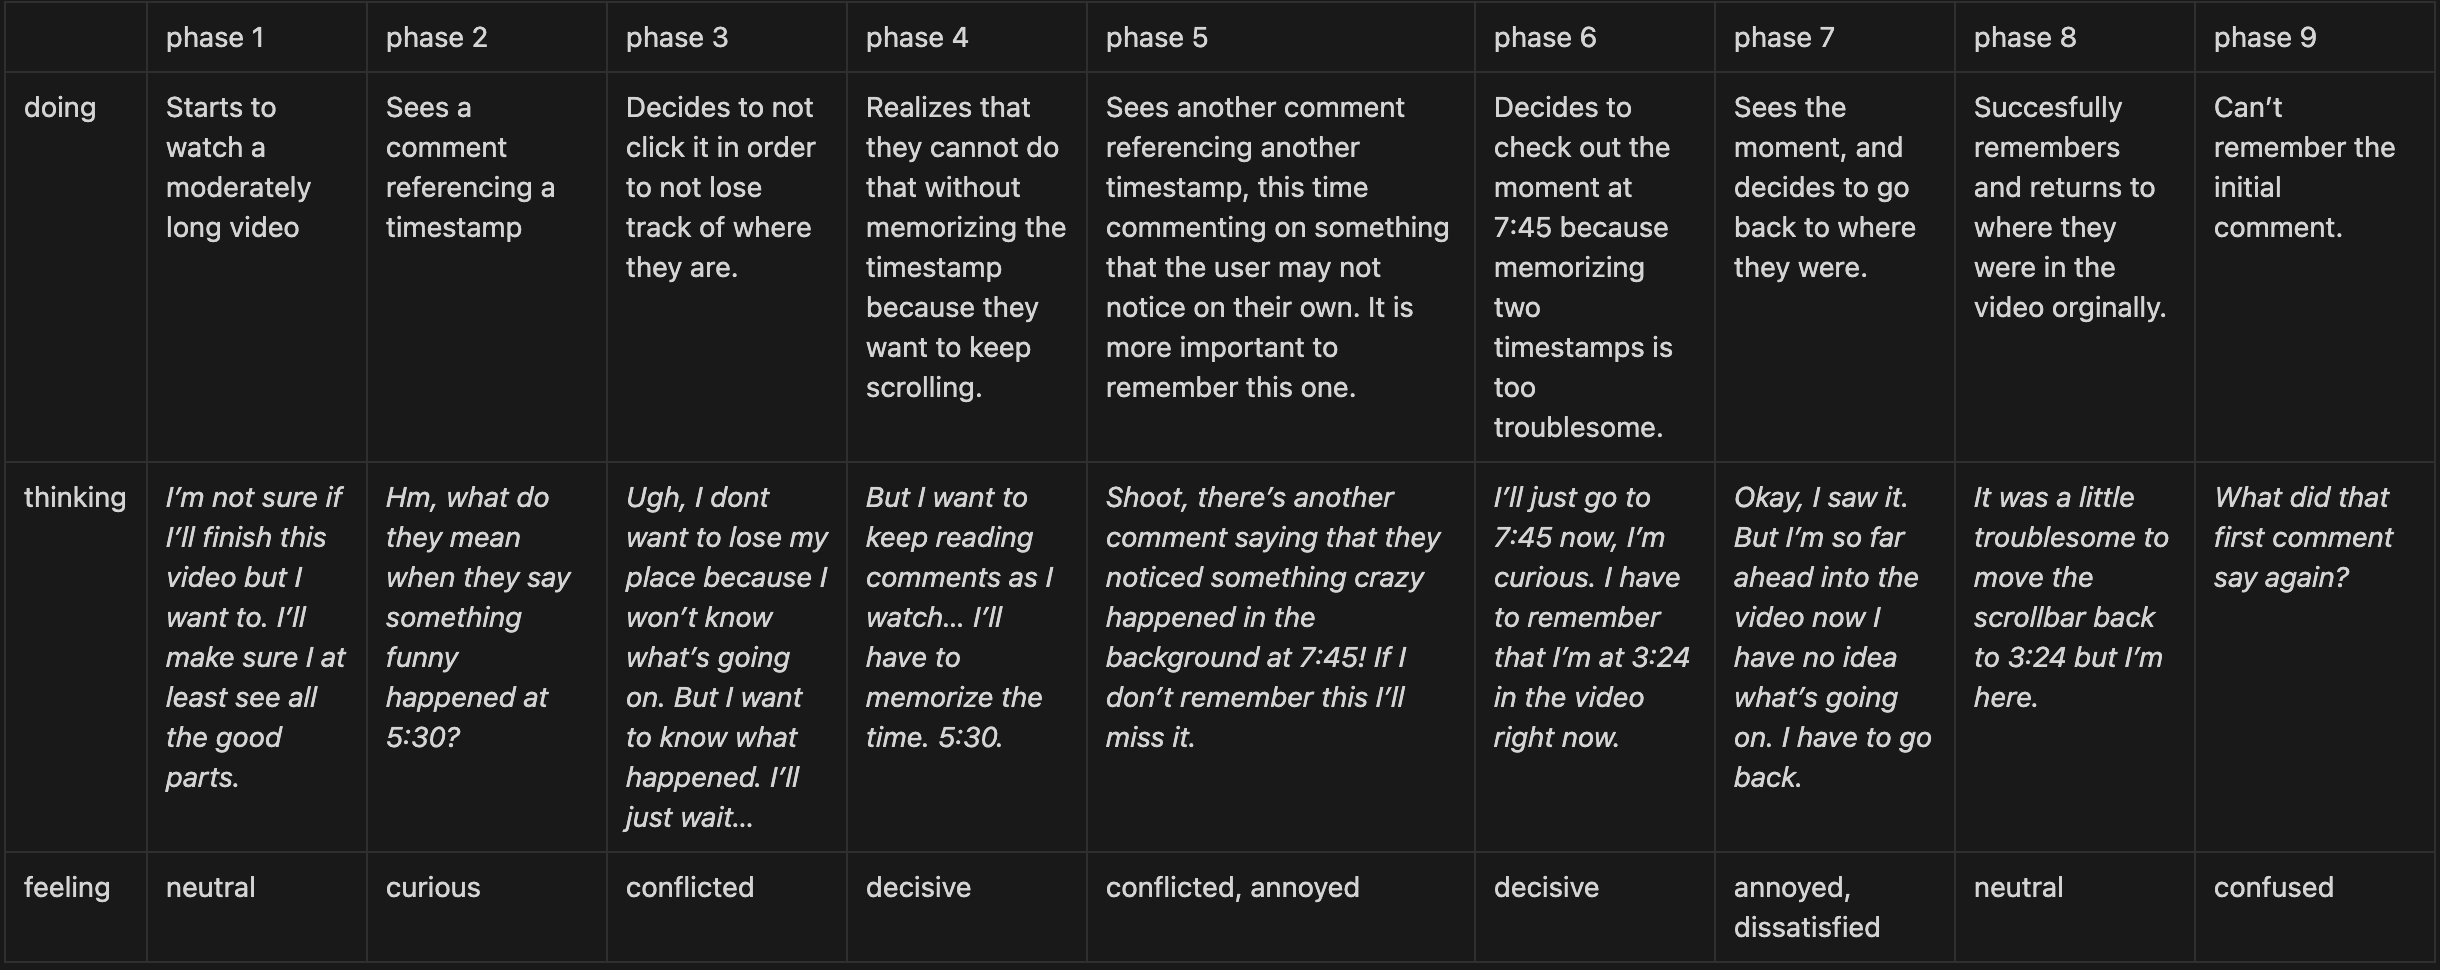 phase 1
phase 2
phase 3
phase 4
phase 5
phase 6
phase 7
phase 8
phase 9
doing
Starts to
watch a
moderately
long video
Sees a
comment
referencing a
timestamp
Decides to not
click it in order
to not lose
track of where
they are.
Realizes that
they cannot do
that without
memorizing the
timestamp
because they
want to keep
scrolling.
Sees another comment
referencing another
timestamp, this time
commenting on something
that the user may not
notice on their own. It is
more important to
remember this one.
Decides to
check out the
moment at
7:45 because
memorizing
two
timestamps is
too
troublesome.
Sees the
moment, and
decides to go
back to where
they were.
Succesfully
remembers
and returns to
where they
were in the
video orginally.
Can’t
remember the
initial
comment.
thinking
I’m not sure if
I’ll finish this
video but I
want to. I’ll
make sure I at
least see all
the good
parts.
Hm, what do
they mean
when they say
something
funny
happened at
5:30?
Ugh, I dont
want to lose my
place because I
won’t know
what’s going
on. But I want
to know what
happened. I’ll
just wait...
But I want to
keep reading
comments as I
watch... I’ll
have to
memorize the
time. 5:30.
Shoot, there’s another
comment saying that they
noticed something crazy
happened in the
background at 7:45! If I
don’t remember this I’ll
miss it.
I’ll just go to
7:45 now, I’m
curious. I have
to remember
that I’m at 3:24
in the video
right now.
Okay, I saw it.
But I’m so far
ahead into the
video now I
have no idea
what’s going
on. I have to go
back.
It was a little
troublesome to
move the
scrollbar back
to 3:24 but I’m
here.
What did that
first comment
say again?
feeling
neutral
curious
conflicted
decisive
conflicted, annoyed
decisive
annoyed,
dissatisfied
neutral
confused